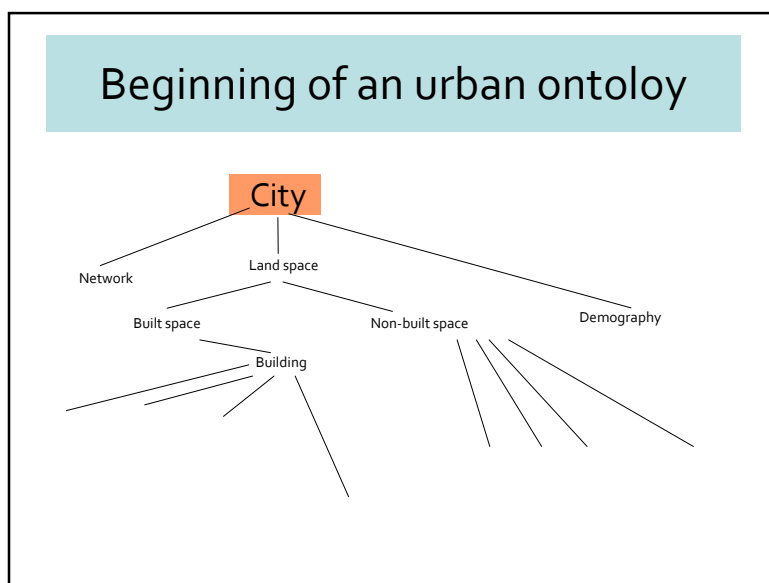 Beginning of an urban ontoloy
City
Land space
Network
Built space
Non-built space
Demography
Building